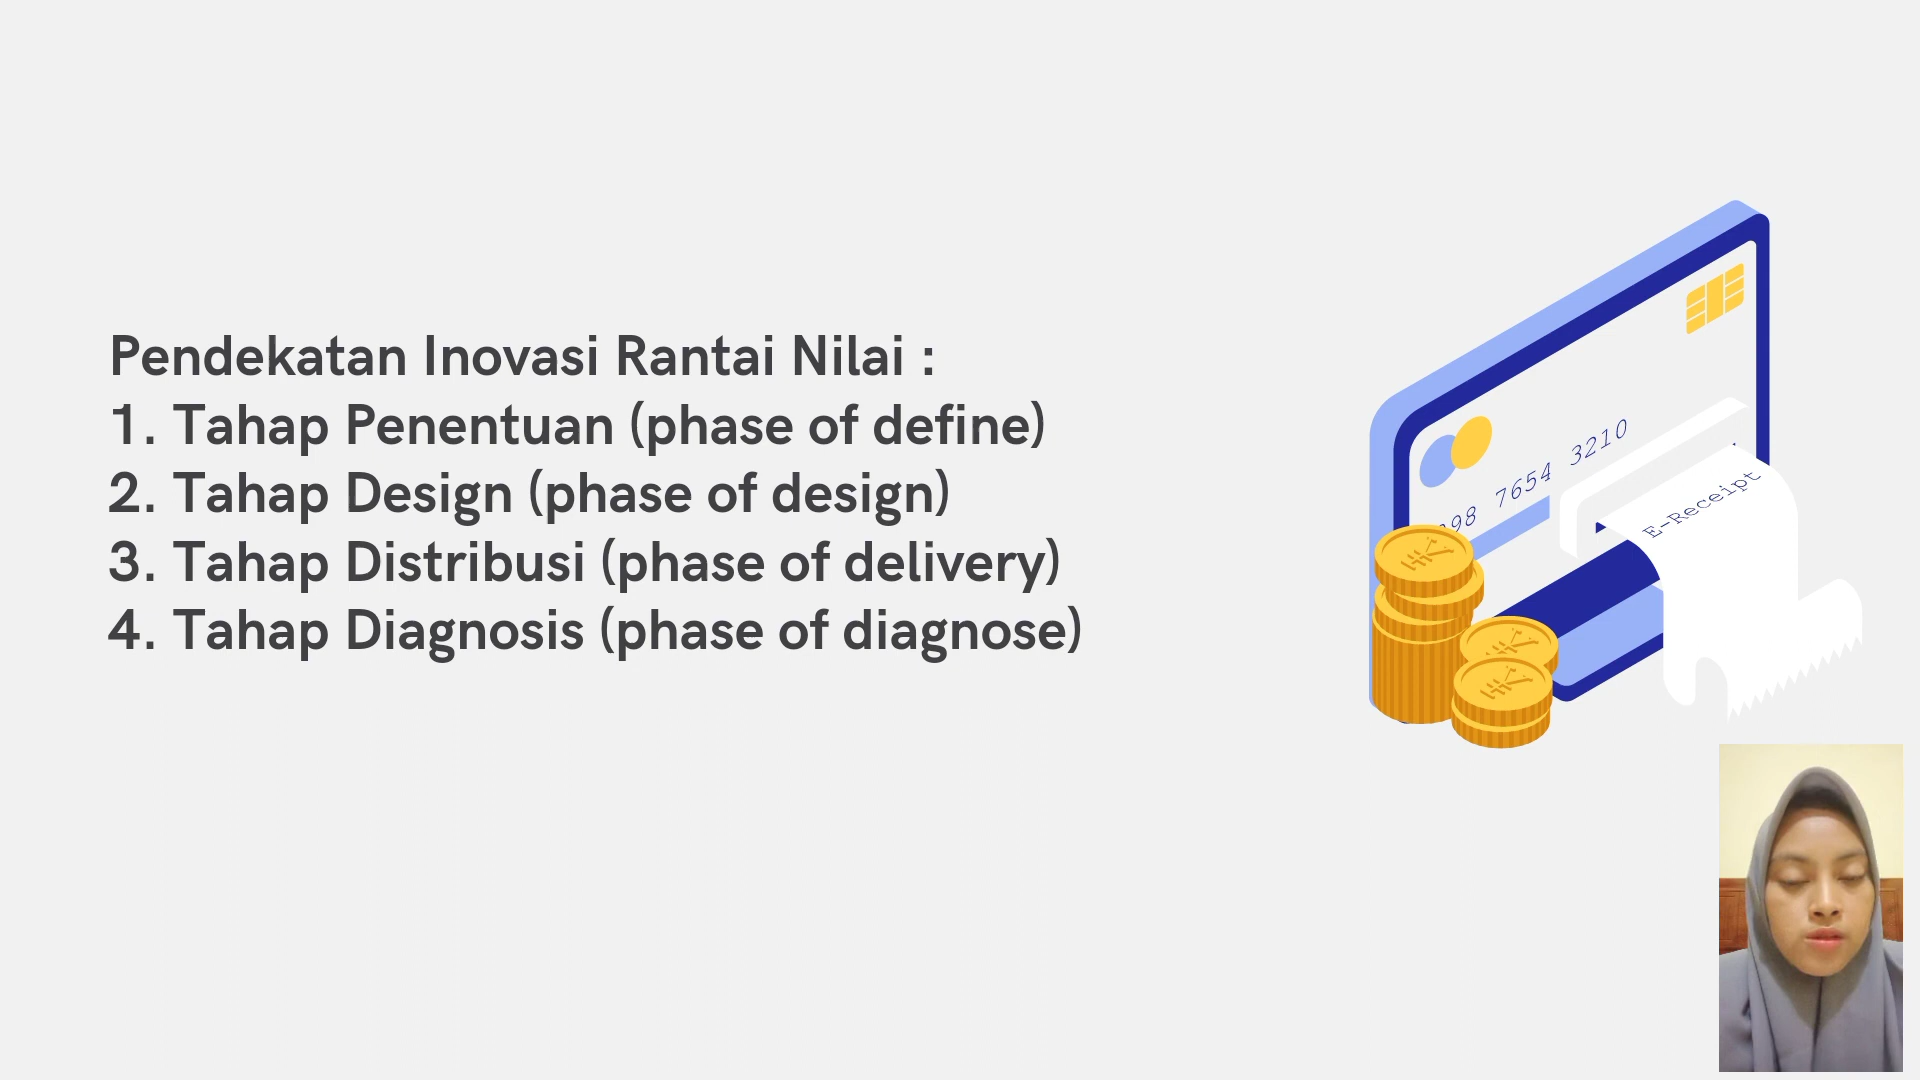 Pendekatan Inovasi Rantai Nilai :
1. Tahap Penentuan (phase of define)
2. Tahap Design (phase of design)
3. Tahap Distribusi (phase of delivery)
4. Tahap Diagnosis (phase of diagnose)
98 7654 3210
E-Receipt